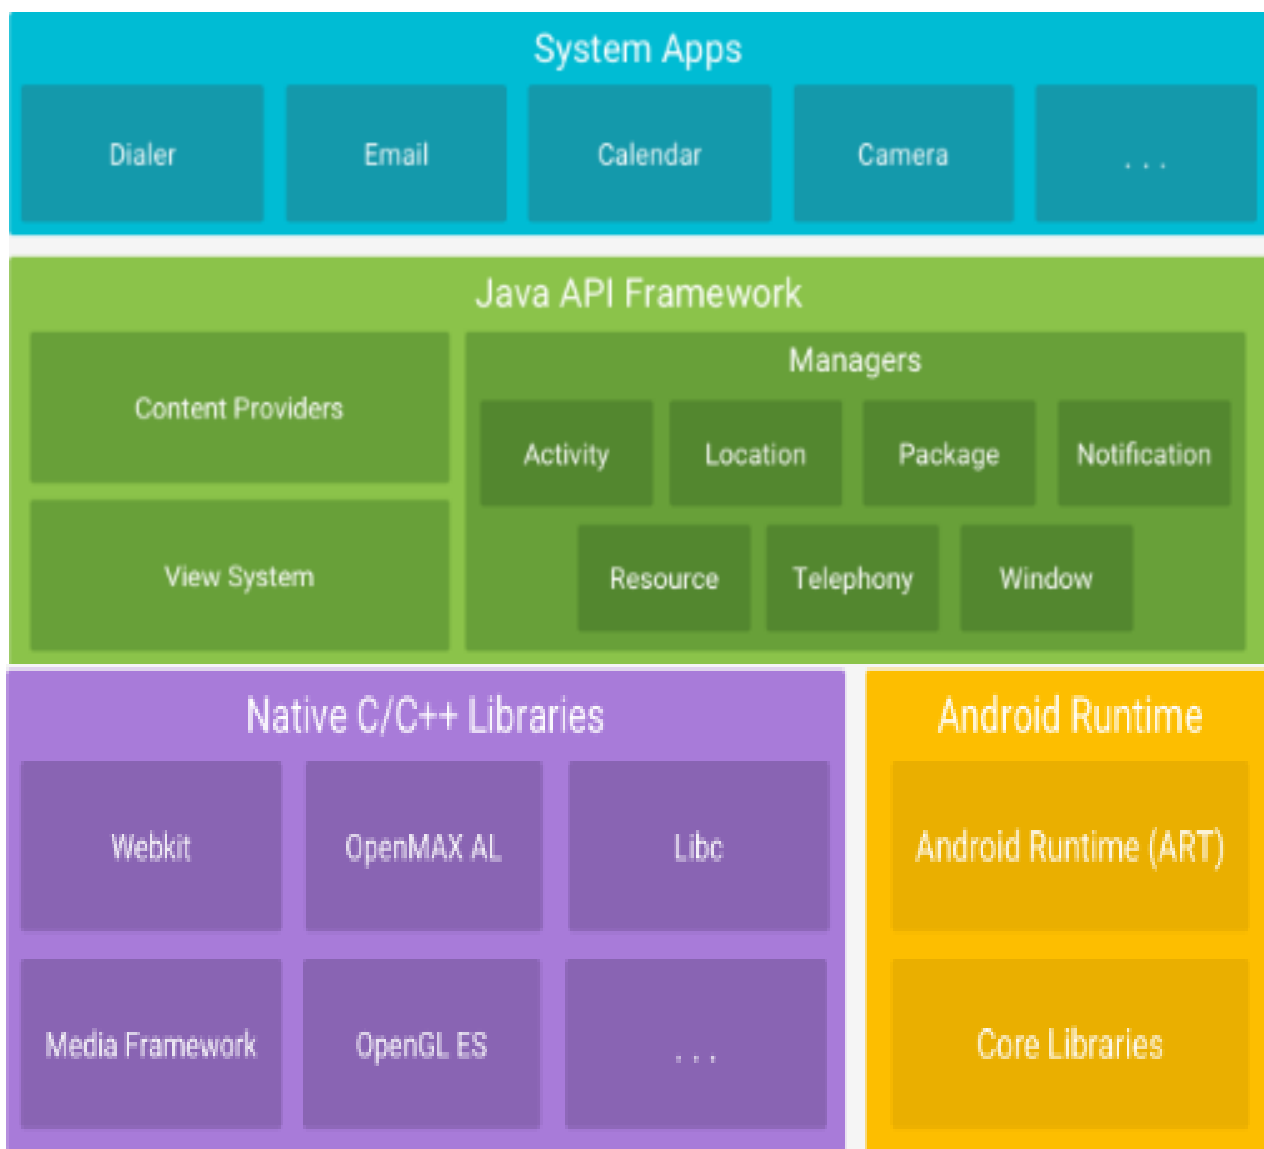 System Apps
Dialer Email Calendar Camera . . .
Java API Framework
Content Providers
View System
Managers
Activity Location Package Notification
Resource Telephony Window
Native C/C++ Libraries
Webkit OpenMAX AL Libc
Media Framework OpenGL ES . . .
Android Runtime
Android Runtime (ART)
Core Libraries